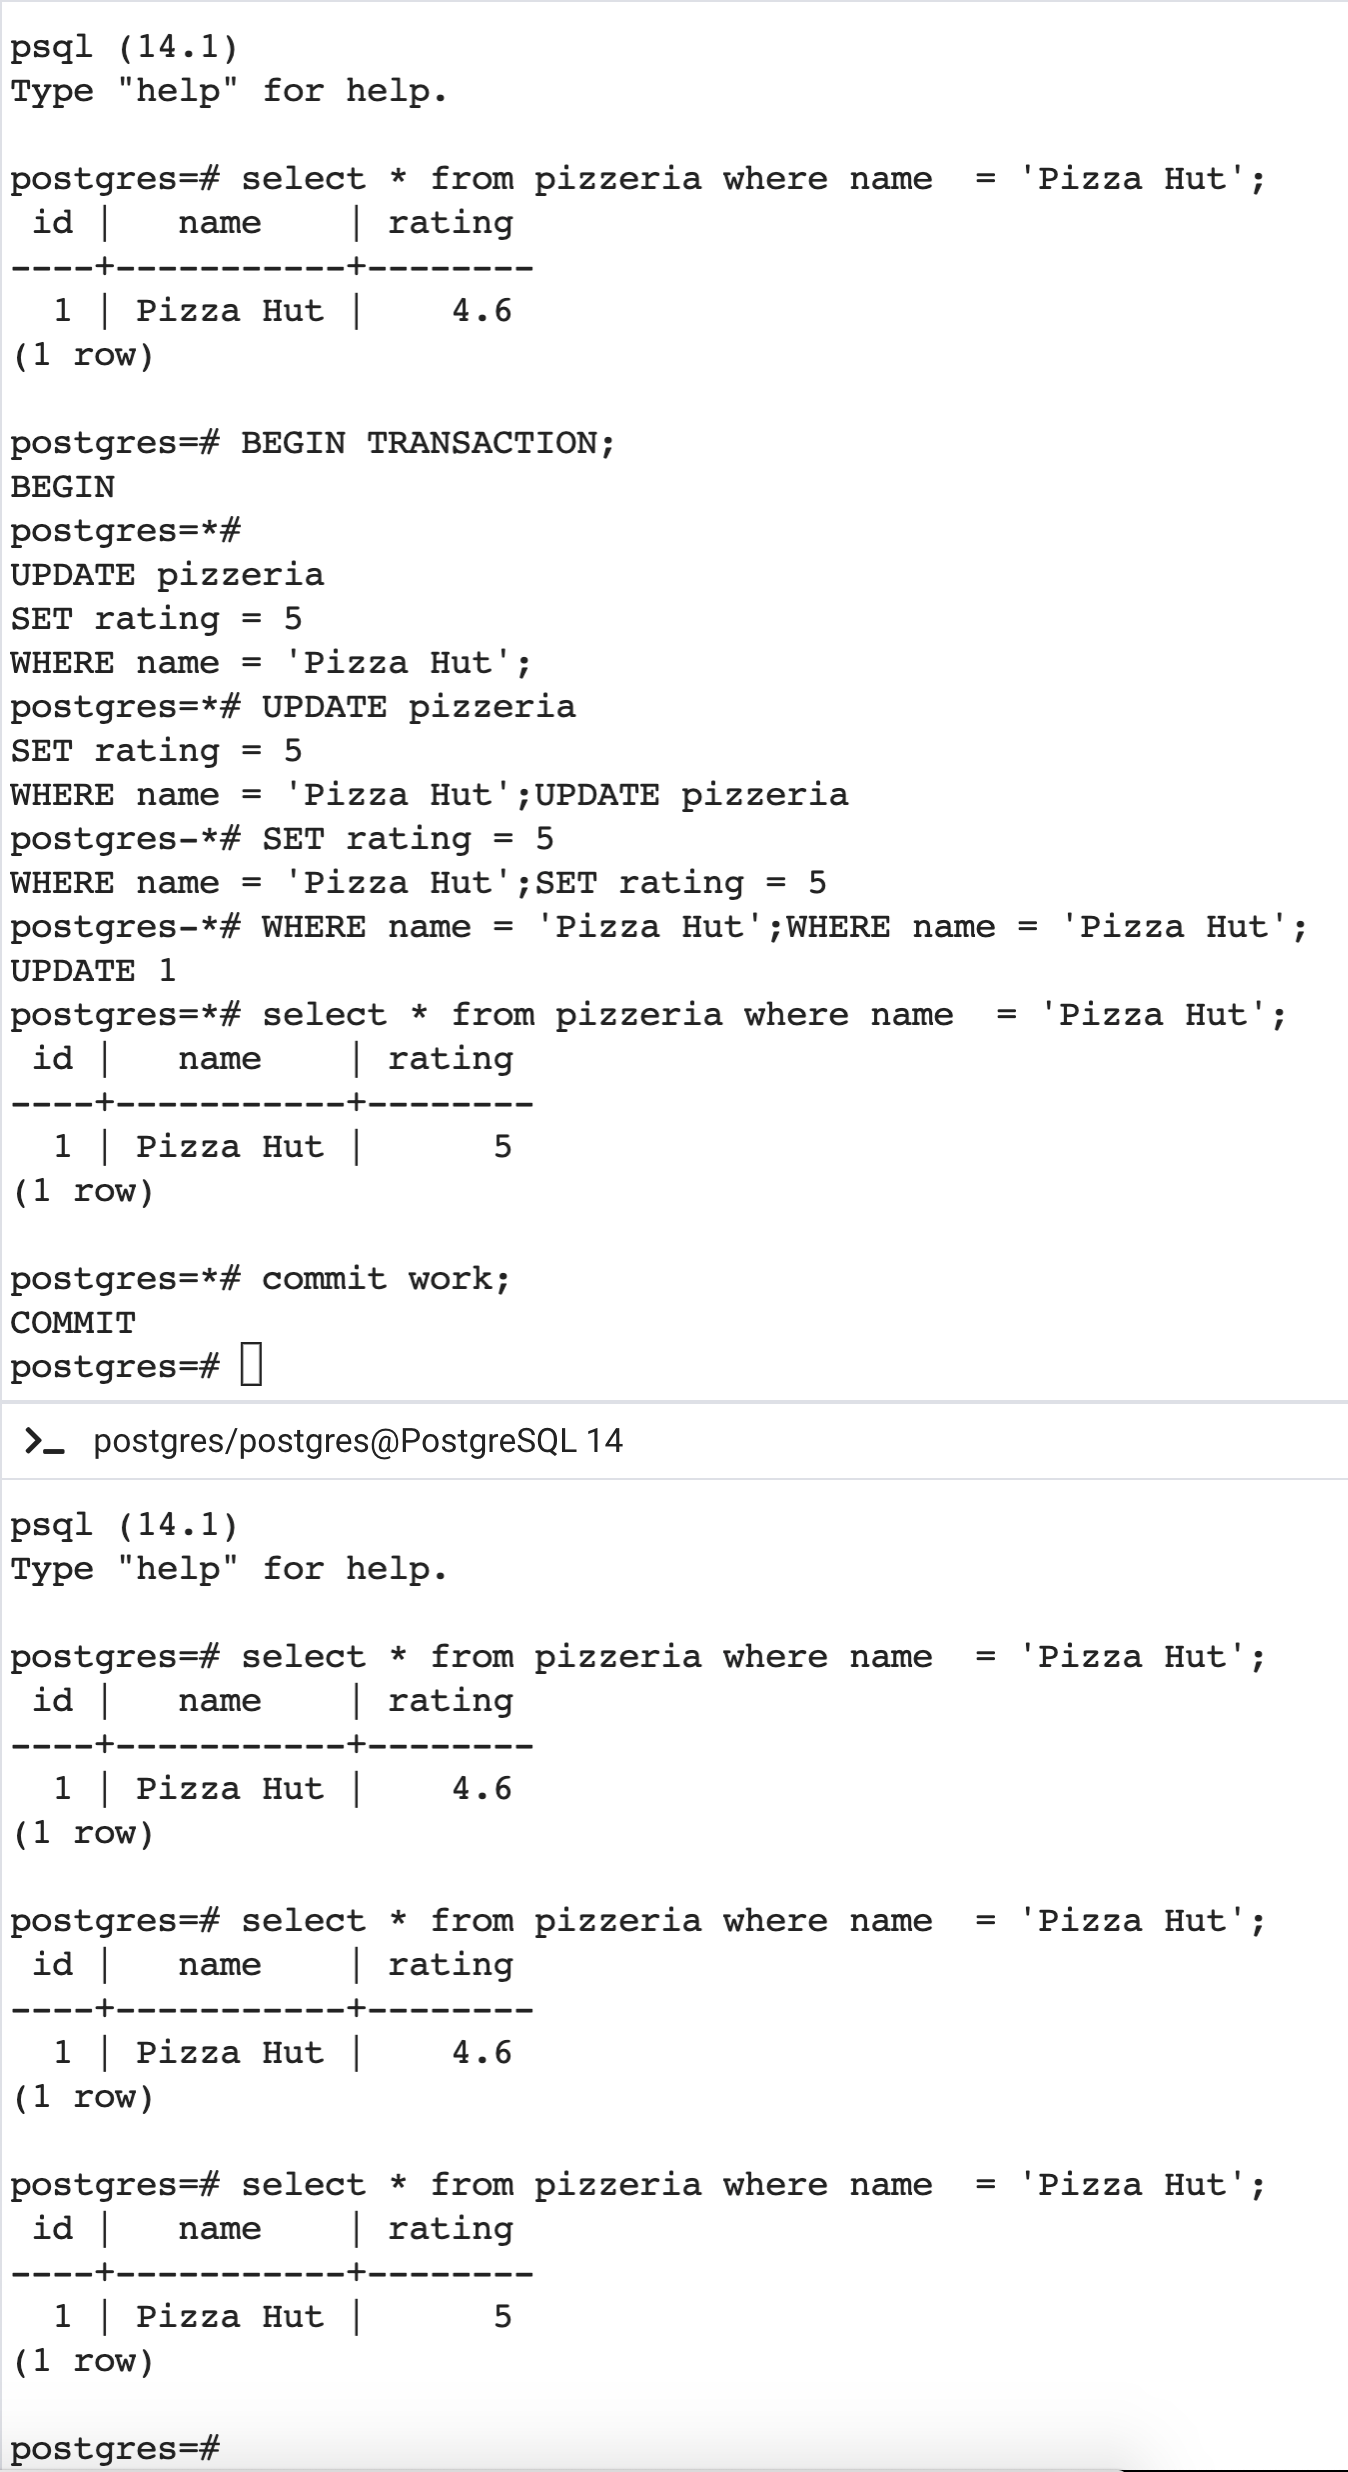 psql (14.1)
Type "help" for help.

postgres=# select * from pizzeria where name  = 'Pizza Hut';
 id |   name    | rating
----+-----------+--------
  1 | Pizza Hut |    4.6
(1 row)

postgres=# BEGIN TRANSACTION;
BEGIN
postgres=*#
UPDATE pizzeria
SET rating = 5
WHERE name = 'Pizza Hut';
postgres=*# UPDATE pizzeria
SET rating = 5
WHERE name = 'Pizza Hut';UPDATE pizzeria
postgres-*# SET rating = 5
WHERE name = 'Pizza Hut';SET rating = 5
postgres-*# WHERE name = 'Pizza Hut';WHERE name = 'Pizza Hut';
UPDATE 1
postgres=*# select * from pizzeria where name  = 'Pizza Hut';
 id |   name    | rating
----+-----------+--------
  1 | Pizza Hut |      5
(1 row)

postgres=*# commit work;
COMMIT
postgres=#
>_ postgres/postgres@PostgreSQL 14
psql (14.1)
Type "help" for help.

postgres=# select * from pizzeria where name  = 'Pizza Hut';
 id |   name    | rating
----+-----------+--------
  1 | Pizza Hut |    4.6
(1 row)

postgres=# select * from pizzeria where name  = 'Pizza Hut';
 id |   name    | rating
----+-----------+--------
  1 | Pizza Hut |    4.6
(1 row)

postgres=# select * from pizzeria where name  = 'Pizza Hut';
 id |   name    | rating
----+-----------+--------
  1 | Pizza Hut |      5
(1 row)

postgres=#